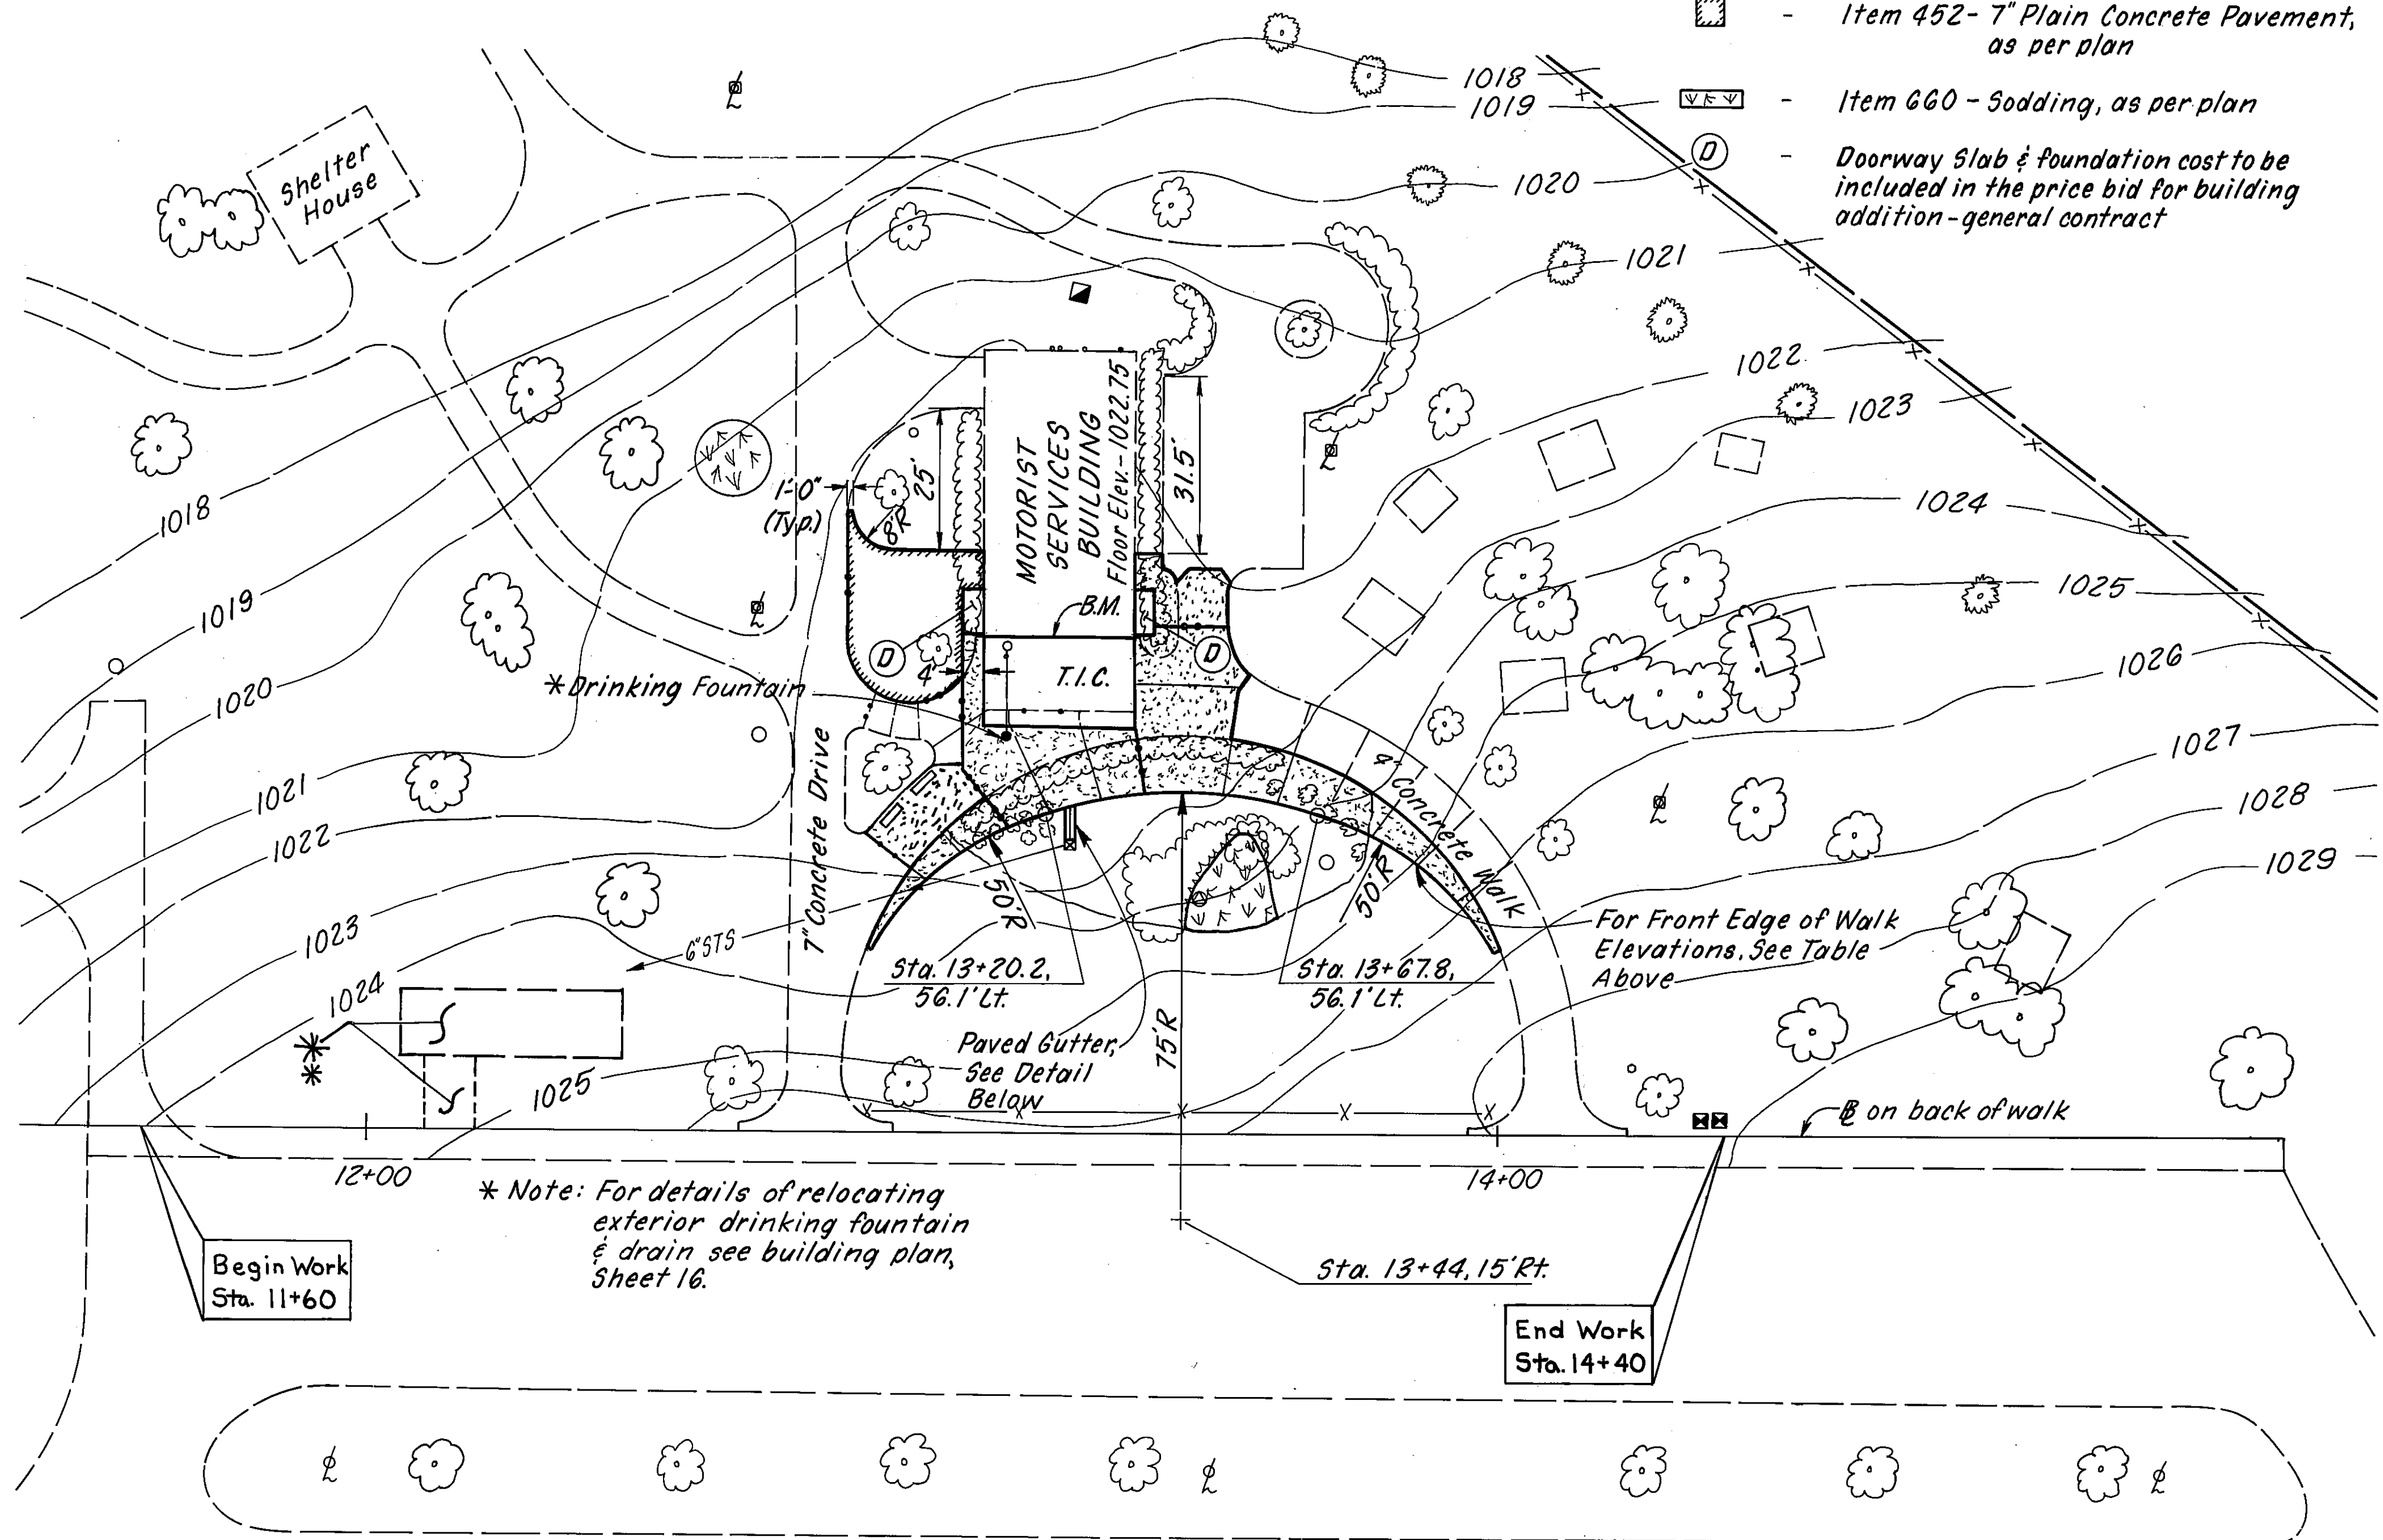 Item 452- 7" Plain Concrete Pavement,
as per plan
Item 660 - Sodding, as per plan
D - Doorway Slab & foundation cost to be
included in the price bid for building
addition-general contract
Shelter
House
1018
1019
1020
1021
1022
1023
1024
1025
1026
1027
1028
1029
1018
1019
1020
1021
1022
1023
1024
1025
MOTORIST
SERVICES
BUILDING
Floor Elev.-1022.75
25'
31.5'
1'-0"
(Typ.)
8'R
B.M.
D
D
4'
T.I.C.
*Drinking Fountain
7" Concrete Drive
4" Concrete Walk
50'R
50'R
75'R
6"STS
Sta. 13+20.2,
56.1' Lt.
Sta. 13+67.8,
56.1' Lt.
For Front Edge of Walk
Elevations, See Table
Above
Paved Gutter,
See Detail
Below
℄ on back of walk
12+00
14+00
* Note: For details of relocating
exterior drinking fountain
& drain see building plan,
Sheet 16.
Sta. 13+44, 15' Rt.
Begin Work
Sta. 11+60
End Work
Sta. 14+40